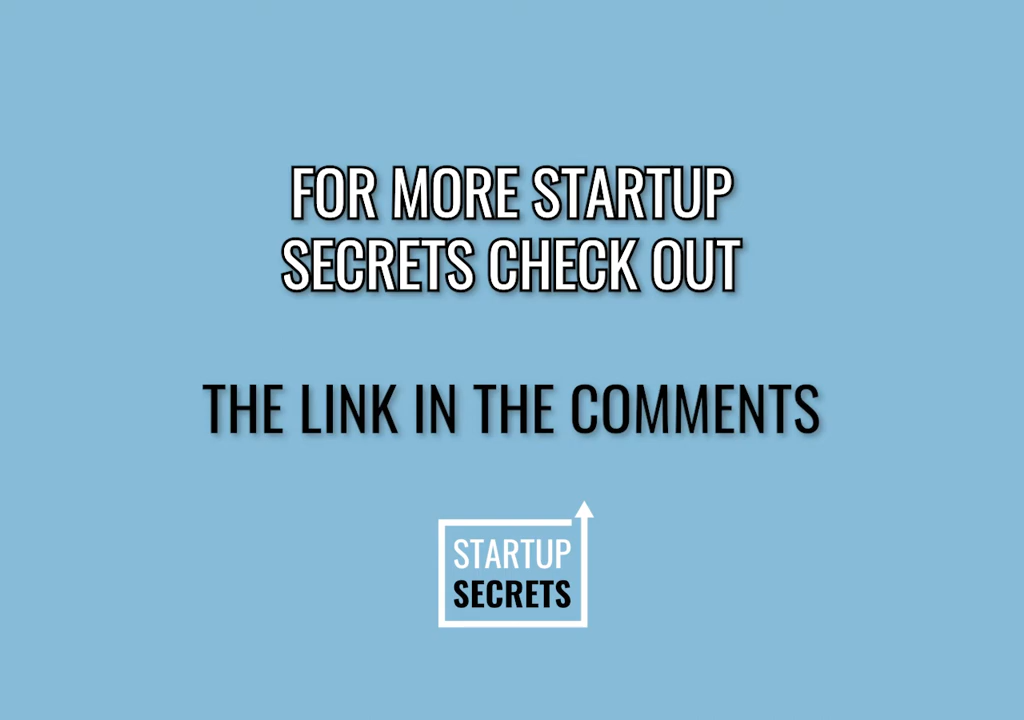 FOR MORE STARTUP
SECRETS CHECK OUT
THE LINK IN THE COMMENTS
STARTUP
SECRETS